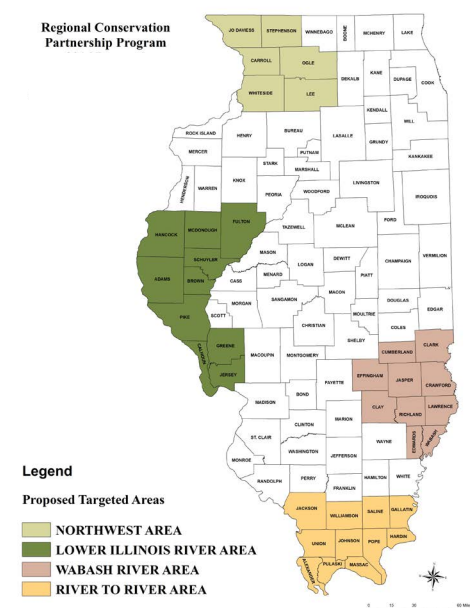 Regional Conservation
Partnership Program
JO DAVIESS STEPHENSON WINNEBAGO BOONE MCHENRY LAKE
CARROLL OGLE DEKALB KANE DUPAGE COOK
WHITESIDE LEE KENDALL WILL
ROCK ISLAND HENRY BUREAU LASALLE GRUNDY
MERCER PUTNAM KANKAKEE
STARK MARSHALL
HENDERSON WARREN KNOX PEORIA WOODFORD LIVINGSTON IROQUOIS
HANCOCK MCDONOUGH FULTON TAZEWELL MCLEAN FORD
SCHUYLER MASON LOGAN DEWITT CHAMPAIGN VERMILION
ADAMS BROWN CASS MENARD PIATT
MACON
MORGAN SANGAMON DOUGLAS EDGAR
PIKE SCOTT CHRISTIAN MOULTRIE COLES
SHELBY
CALHOUN GREENE MACOUPIN MONTGOMERY CUMBERLAND CLARK
JERSEY FAYETTE EFFINGHAM JASPER CRAWFORD
BOND
MADISON CLAY RICHLAND LAWRENCE
CLINTON MARION
ST. CLAIR WAYNE EDWARDS WABASH
MONROE WASHINGTON JEFFERSON
RANDOLPH PERRY HAMILTON WHITE
FRANKLIN
JACKSON WILLIAMSON SALINE GALLATIN
UNION JOHNSON POPE HARDIN
ALEXANDER PULASKI MASSAC
Legend
Proposed Targeted Areas
NORTHWEST AREA
LOWER ILLINOIS RIVER AREA
WABASH RIVER AREA
RIVER TO RIVER AREA
0 15 30 60 Miles